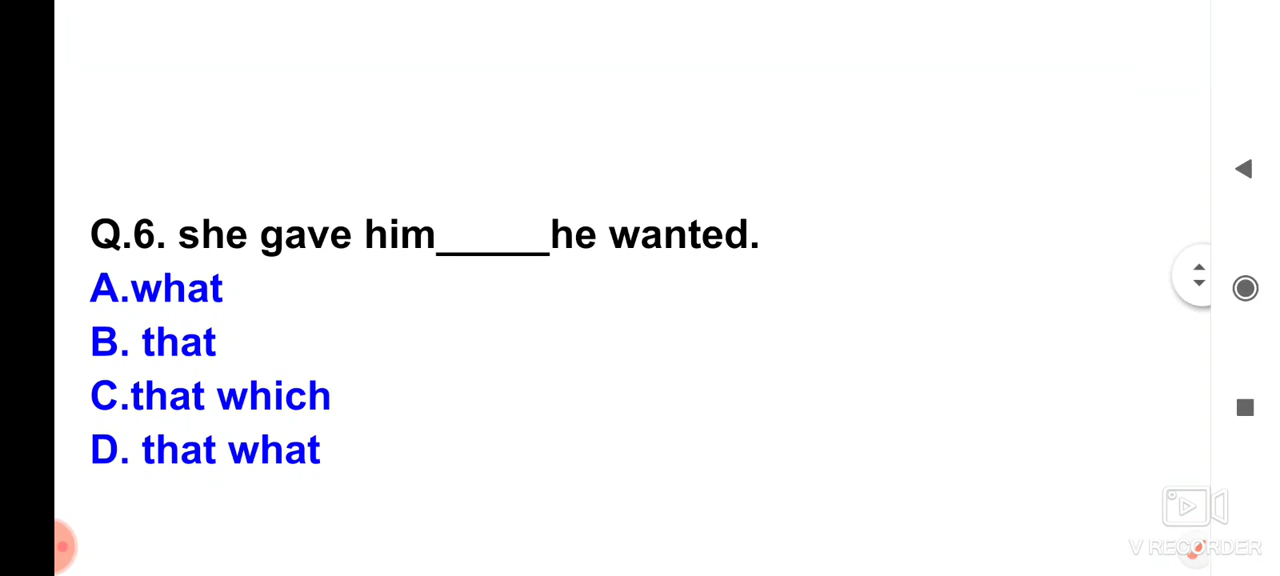 Q.6. she gave him_____he wanted.
A.what
B. that
C.that which
D. that what
V RECORDER